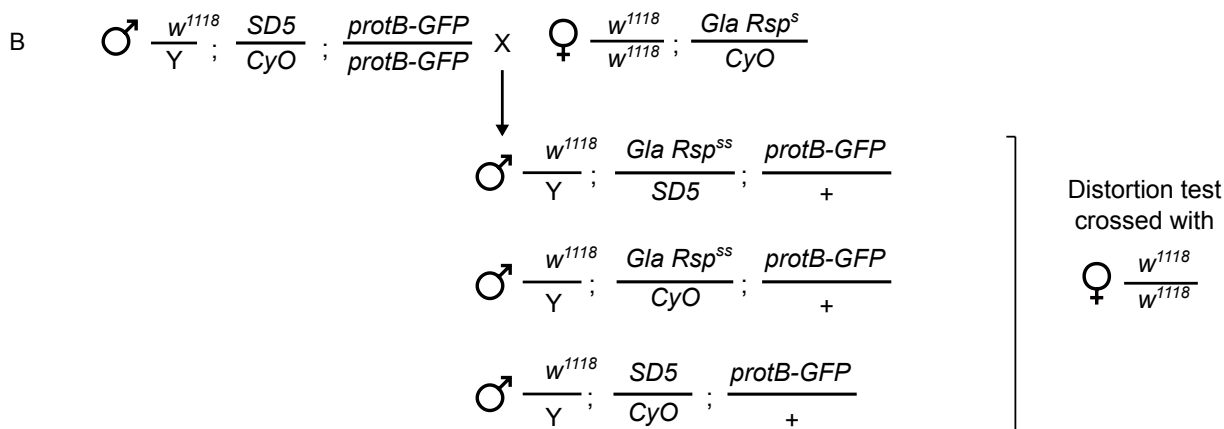 B ♂ w1118/Y ; SD5/CyO ; protB-GFP/protB-GFP X ♀ w1118/w1118 ; Gla Rsps/CyO
♂ w1118/Y ; Gla Rspss/SD5 ; protB-GFP/+
♂ w1118/Y ; Gla Rspss/CyO ; protB-GFP/+
♂ w1118/Y ; SD5/CyO ; protB-GFP/+
Distortion test
crossed with
♀ w1118/w1118